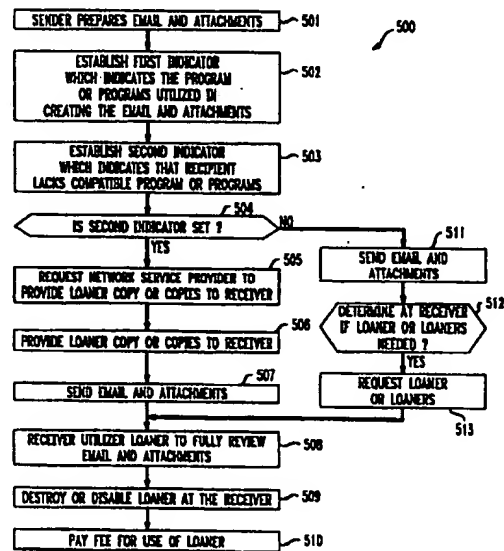 SENDER PREPARES EMAIL AND ATTACHMENTS
501
500
ESTABLISH FIRST INDICATOR
WHICH INDICATES THE PROGRAM
OR PROGRAMS UTILIZED IN
CREATING THE EMAIL AND ATTACHMENTS
502
ESTABLISH SECOND INDICATOR
WHICH INDICATES THAT RECIPIENT
LACKS COMPATIBLE PROGRAM OR PROGRAMS
503
504
IS SECOND INDICATOR SET ?
NO
YES
511
SEND EMAIL AND
ATTACHMENTS
REQUEST NETWORK SERVICE PROVIDER TO
PROVIDE LOANER COPY OR COPIES TO RECEIVER
505
512
DETERMINE AT RECEIVER
IF LOANER OR LOANERS
NEEDED ?
YES
PROVIDE LOANER COPY OR COPIES TO RECEIVER
506
507
SEND EMAIL AND ATTACHMENTS
REQUEST LOANER
OR LOANERS
513
RECEIVER UTILIZER LOANER TO FULLY REVIEW
EMAIL AND ATTACHMENTS
508
DESTROY OR DISABLE LOANER AT THE RECEIVER
509
PAY FEE FOR USE OF LOANER
510